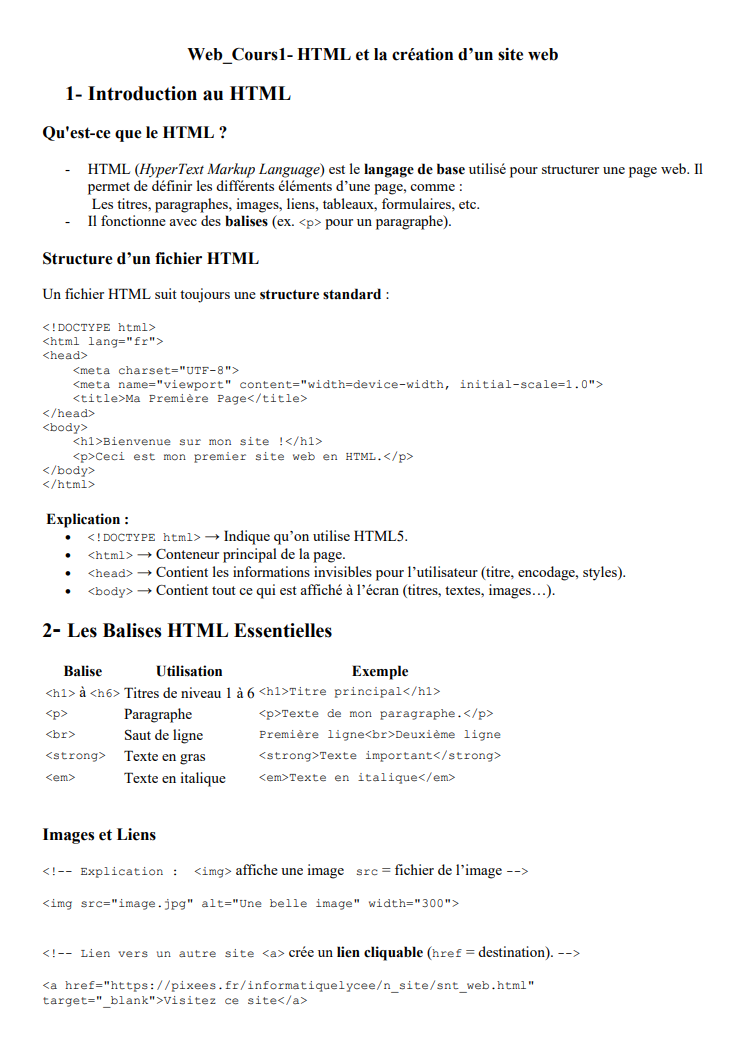 Web_Cours1- HTML et la création d’un site web
1- Introduction au HTML
Qu'est-ce que le HTML ?
- HTML (HyperText Markup Language) est le langage de base utilisé pour structurer une page web. Il
permet de définir les différents éléments d’une page, comme :
Les titres, paragraphes, images, liens, tableaux, formulaires, etc.
- Il fonctionne avec des balises (ex. <p> pour un paragraphe).
Structure d’un fichier HTML
Un fichier HTML suit toujours une structure standard :
<!DOCTYPE html>
<html lang="fr">
<head>
    <meta charset="UTF-8">
    <meta name="viewport" content="width=device-width, initial-scale=1.0">
    <title>Ma Première Page</title>
</head>
<body>
    <h1>Bienvenue sur mon site !</h1>
    <p>Ceci est mon premier site web en HTML.</p>
</body>
</html>
Explication :
• <!DOCTYPE html> → Indique qu’on utilise HTML5.
• <html> → Conteneur principal de la page.
• <head> → Contient les informations invisibles pour l’utilisateur (titre, encodage, styles).
• <body> → Contient tout ce qui est affiché à l’écran (titres, textes, images…).
2- Les Balises HTML Essentielles
Balise Utilisation Exemple
<h1> à <h6> Titres de niveau 1 à 6 <h1>Titre principal</h1>
<p> Paragraphe <p>Texte de mon paragraphe.</p>
<br> Saut de ligne Première ligne<br>Deuxième ligne
<strong> Texte en gras <strong>Texte important</strong>
<em> Texte en italique <em>Texte en italique</em>
Images et Liens
<!-- Explication : <img> affiche une image src = fichier de l’image -->
<img src="image.jpg" alt="Une belle image" width="300">
<!-- Lien vers un autre site <a> crée un lien cliquable (href = destination). -->
<a href="https://pixees.fr/informatiquelycee/n_site/snt_web.html"
target="_blank">Visitez ce site</a>